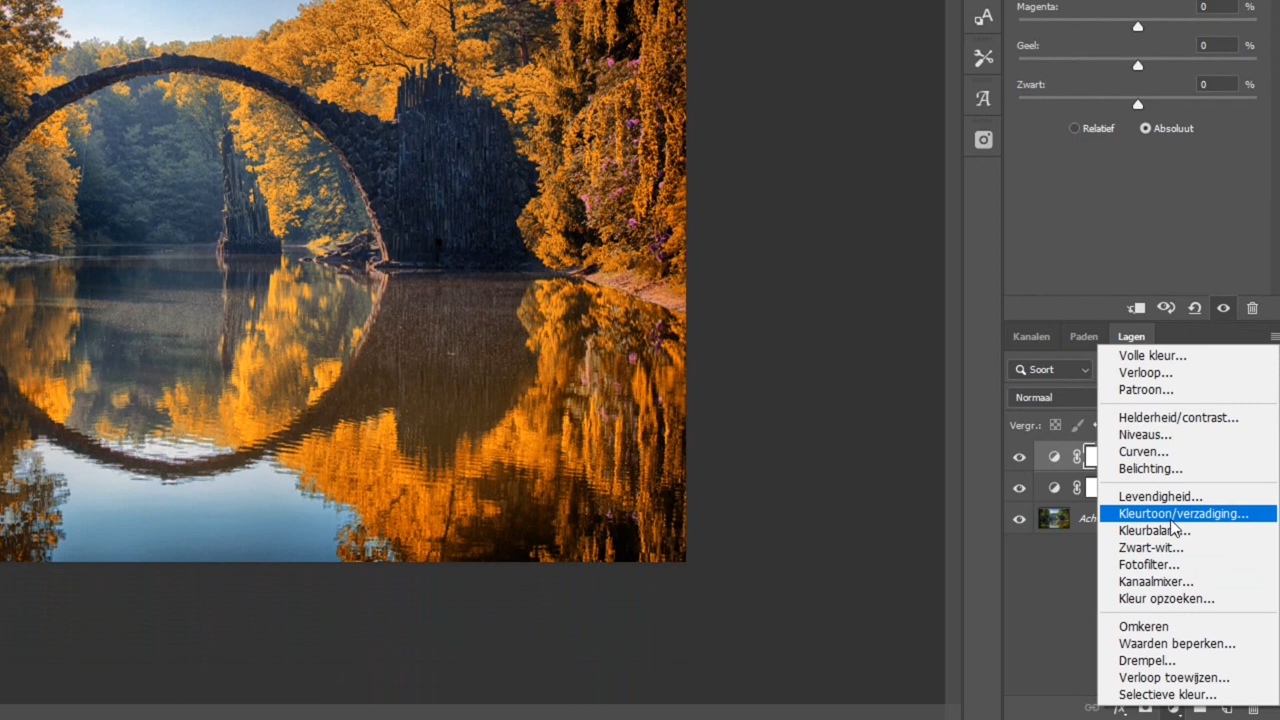 Magenta: 0 %
Geel: 0 %
Zwart: 0 %
Relatief Absoluut
Kanalen Paden Lagen
Soort
Normaal
Vergr.:
Ach
Volle kleur...
Verloop...
Patroon...
Helderheid/contrast...
Niveaus...
Curven...
Belichting...
Levendigheid...
Kleurtoon/verzadiging...
Kleurbalans...
Zwart-wit...
Fotofilter...
Kanaalmixer...
Kleur opzoeken...
Omkeren
Waarden beperken...
Drempel...
Verloop toewijzen...
Selectieve kleur...
fx